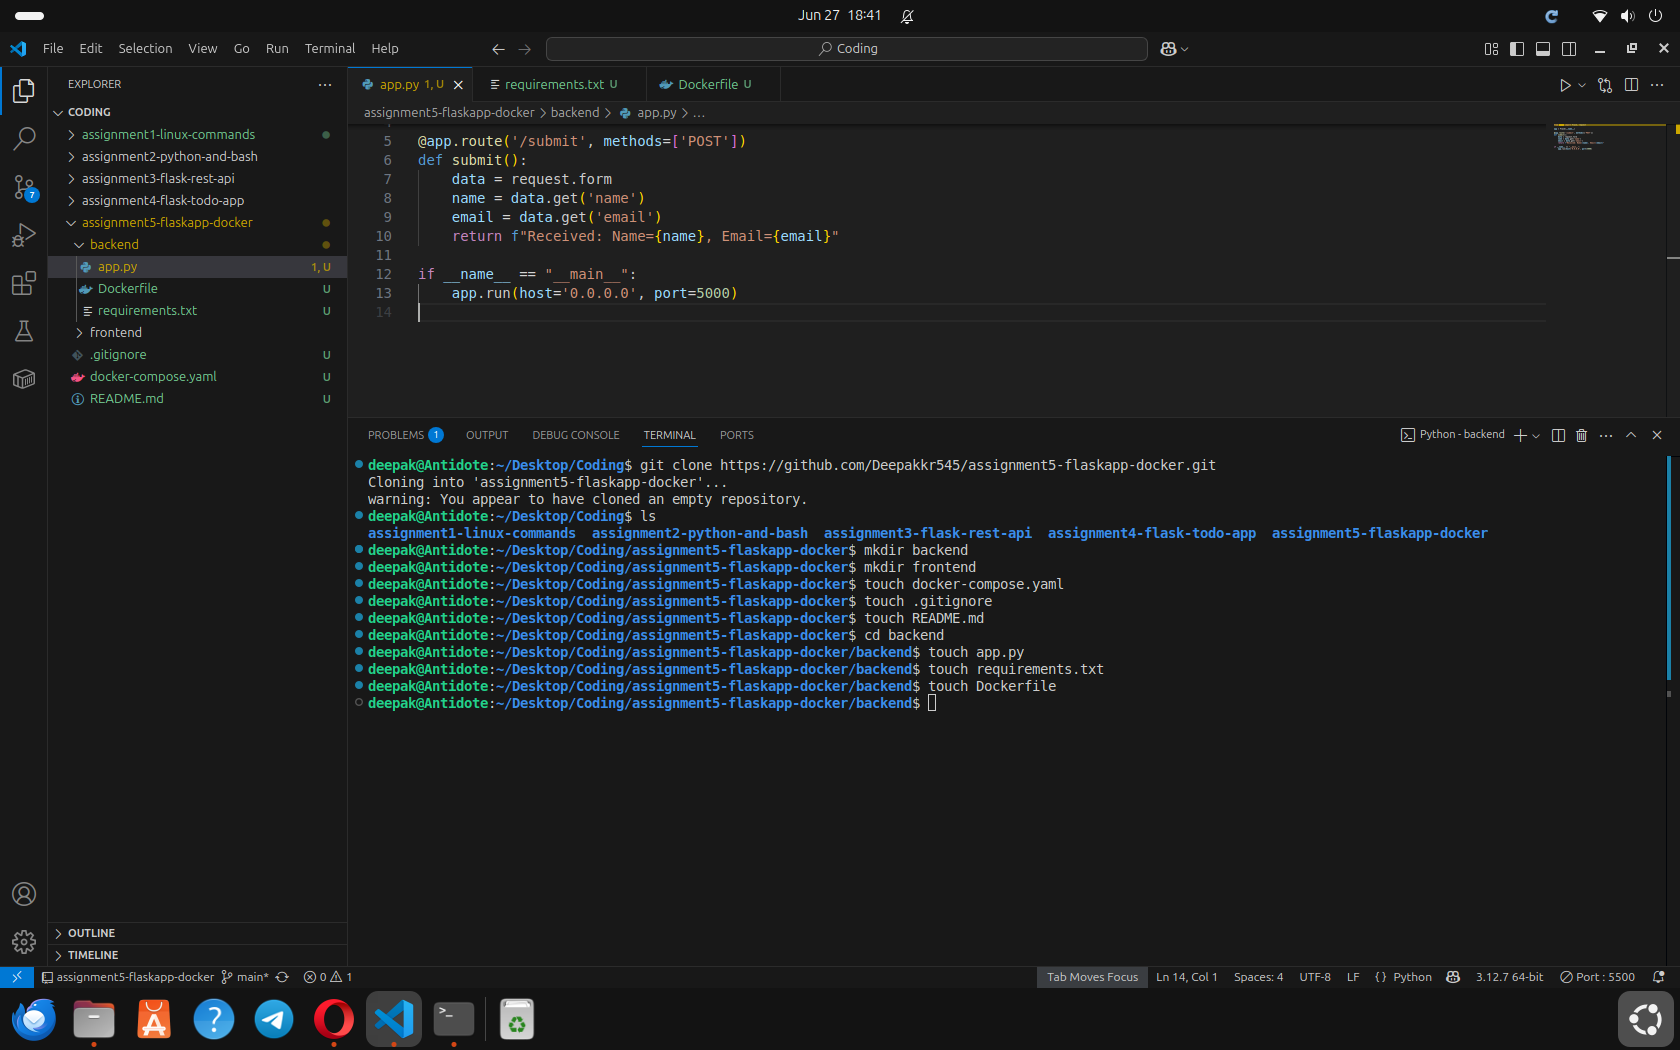 Jun 27 18:41
File Edit Selection View Go Run Terminal Help
Coding
EXPLORER
app.py 1, U
requirements.txt U
Dockerfile U
CODING
assignment1-linux-commands
assignment2-python-and-bash
assignment3-flask-rest-api
assignment4-flask-todo-app
assignment5-flaskapp-docker
backend
app.py 1, U
Dockerfile U
requirements.txt U
frontend
.gitignore U
docker-compose.yaml U
README.md U
7
OUTLINE
TIMELINE
assignment5-flaskapp-docker > backend > app.py > ...
5 @app.route('/submit', methods=['POST'])
6 def submit():
7 data = request.form
8 name = data.get('name')
9 email = data.get('email')
10 return f"Received: Name={name}, Email={email}"
11
12 if __name__ == "__main__":
13 app.run(host='0.0.0.0', port=5000)
14
PROBLEMS 1 OUTPUT DEBUG CONSOLE TERMINAL PORTS
Python - backend
deepak@Antidote:~/Desktop/Coding$ git clone https://github.com/Deepakkr545/assignment5-flaskapp-docker.git
Cloning into 'assignment5-flaskapp-docker'...
warning: You appear to have cloned an empty repository.
deepak@Antidote:~/Desktop/Coding$ ls
assignment1-linux-commands assignment2-python-and-bash assignment3-flask-rest-api assignment4-flask-todo-app assignment5-flaskapp-docker
deepak@Antidote:~/Desktop/Coding/assignment5-flaskapp-docker$ mkdir backend
deepak@Antidote:~/Desktop/Coding/assignment5-flaskapp-docker$ mkdir frontend
deepak@Antidote:~/Desktop/Coding/assignment5-flaskapp-docker$ touch docker-compose.yaml
deepak@Antidote:~/Desktop/Coding/assignment5-flaskapp-docker$ touch .gitignore
deepak@Antidote:~/Desktop/Coding/assignment5-flaskapp-docker$ touch README.md
deepak@Antidote:~/Desktop/Coding/assignment5-flaskapp-docker$ cd backend
deepak@Antidote:~/Desktop/Coding/assignment5-flaskapp-docker/backend$ touch app.py
deepak@Antidote:~/Desktop/Coding/assignment5-flaskapp-docker/backend$ touch requirements.txt
deepak@Antidote:~/Desktop/Coding/assignment5-flaskapp-docker/backend$ touch Dockerfile
deepak@Antidote:~/Desktop/Coding/assignment5-flaskapp-docker/backend$
assignment5-flaskapp-docker main* 0 1 Tab Moves Focus Ln 14, Col 1 Spaces: 4 UTF-8 LF {} Python 3.12.7 64-bit Port : 5500